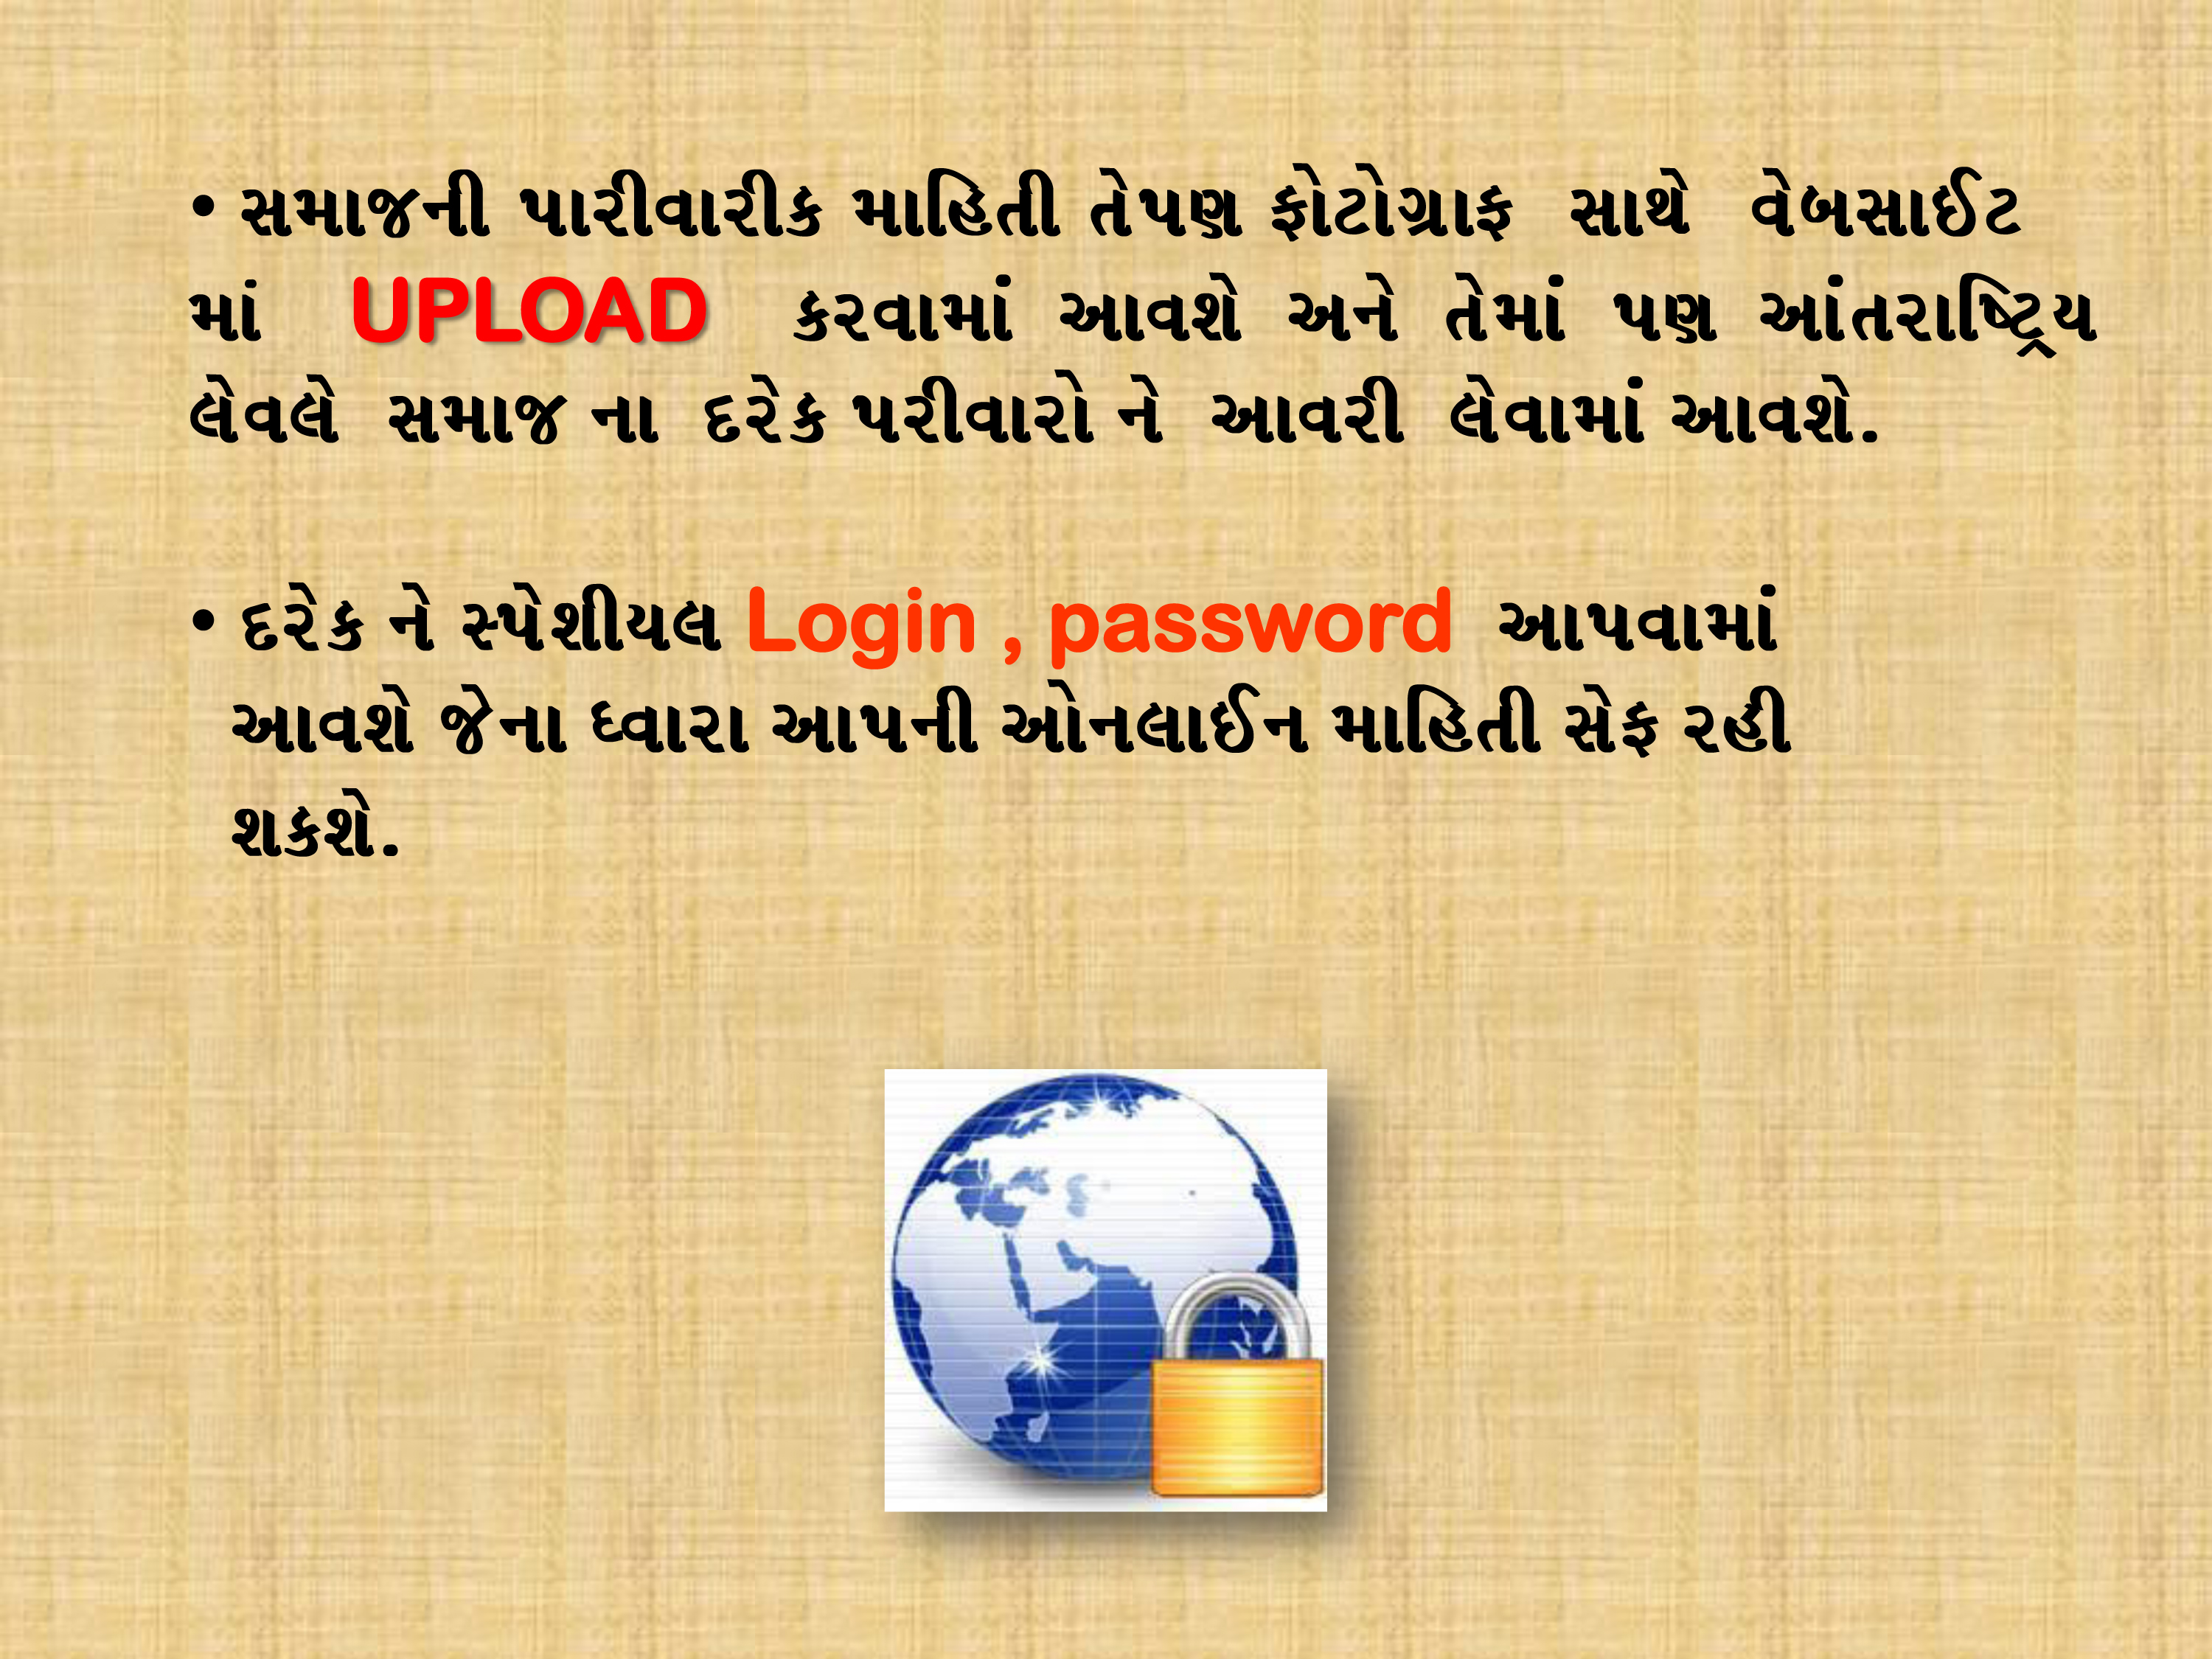 • સમાજની પારીવારીક માહિતી તેપણ ફોટોગ્રાફ સાથે વેબસાઈટ
માં UPLOAD કરવામાં આવશે અને તેમાં પણ આંતરાષ્ટ્રિય
લેવલે સમાજ ના દરેક પરીવારો ને આવરી લેવામાં આવશે.
• દરેક ને સ્પેશીયલ Login , password આપવામાં
આવશે જેના ધ્વારા આપની ઓનલાઈન માહિતી સેફ રહી
શકશે.